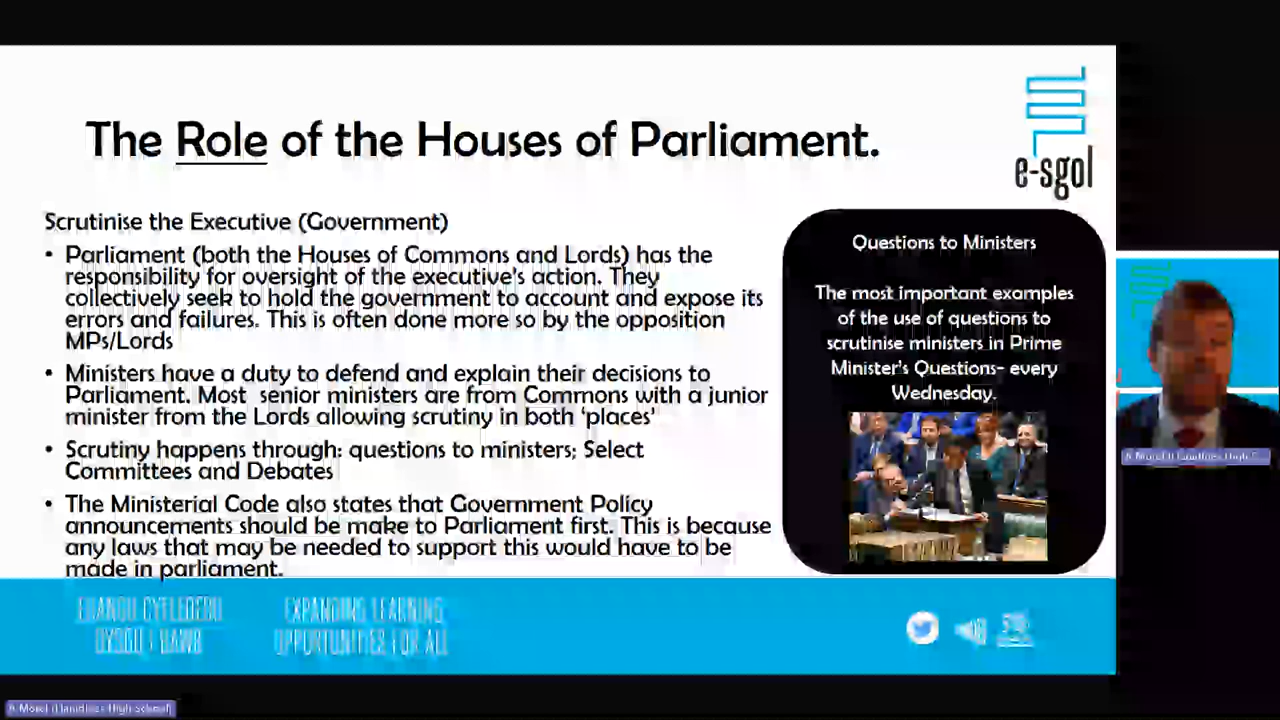 The Role of the Houses of Parliament.
e-sgol
Scrutinise the Executive (Government)
• Parliament (both the Houses of Commons and Lords) has the
responsibility for oversight of the executive's action. They
collectively seek to hold the government to account and expose its
errors and failures. This is often done more so by the opposition
MPs/Lords
• Ministers have a duty to defend and explain their decisions to
Parliament. Most senior ministers are from Commons with a junior
minister from the Lords allowing scrutiny in both 'places'
• Scrutiny happens through: questions to ministers; Select
Committees and Debates
• The Ministerial Code also states that Government Policy
announcements should be make to Parliament first. This is because
any laws that may be needed to support this would have to be
made in parliament.
Questions to Ministers
The most important examples
of the use of questions to
scrutinise ministers in Prime
Minister's Questions- every
Wednesday.
EXPANDING LEARNING
OPPORTUNITIES FOR ALL